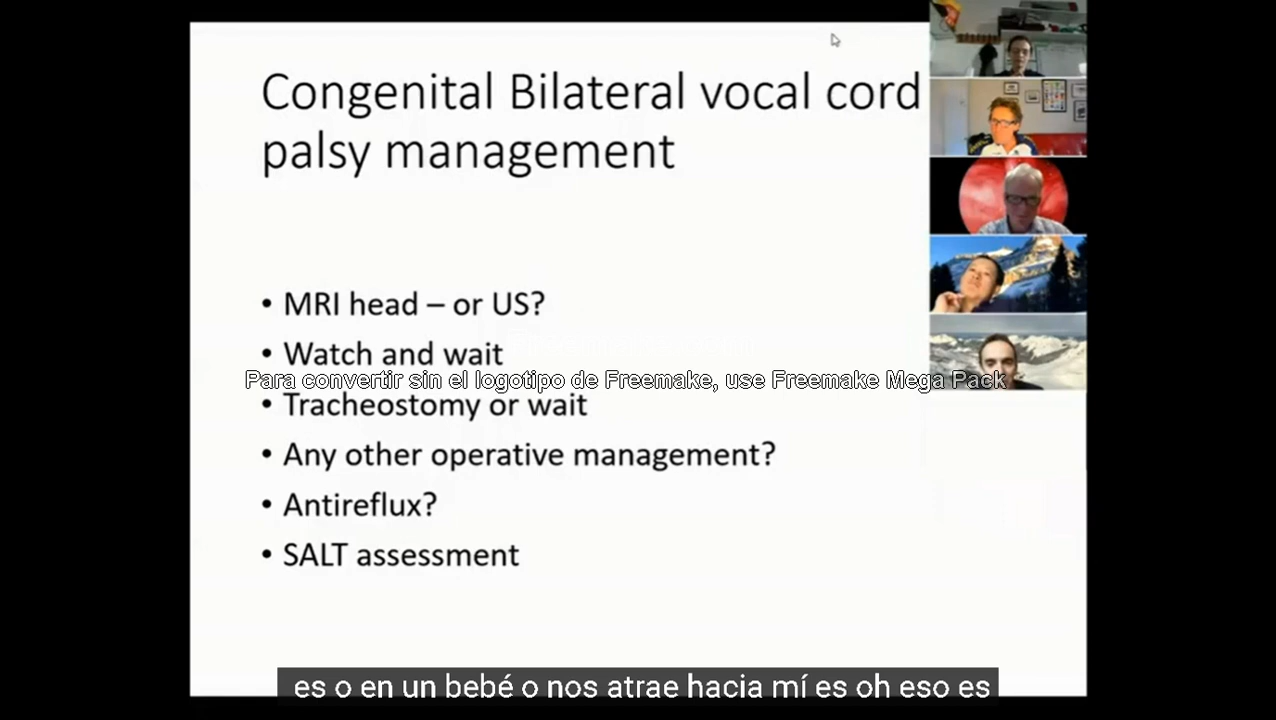 Congenital Bilateral vocal cord
palsy management
• MRI head – or US?
• Watch and wait
Para convertir sin el logotipo de Freemake, use Freemake Mega Pack
• Tracheostomy or wait
• Any other operative management?
• Antireflux?
• SALT assessment
es o en un bebé o nos atrae hacia mí es oh eso es